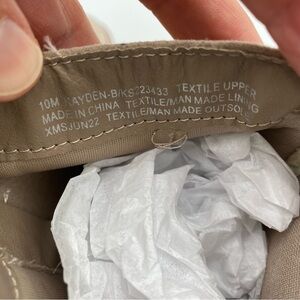 10M KAYDEN-B/KS223433 TEXTILE UPPER
MADE IN CHINA TEXTILE/MAN MADE LINING
XMSJUN22 TEXTILE/MAN MADE OUTSOLE